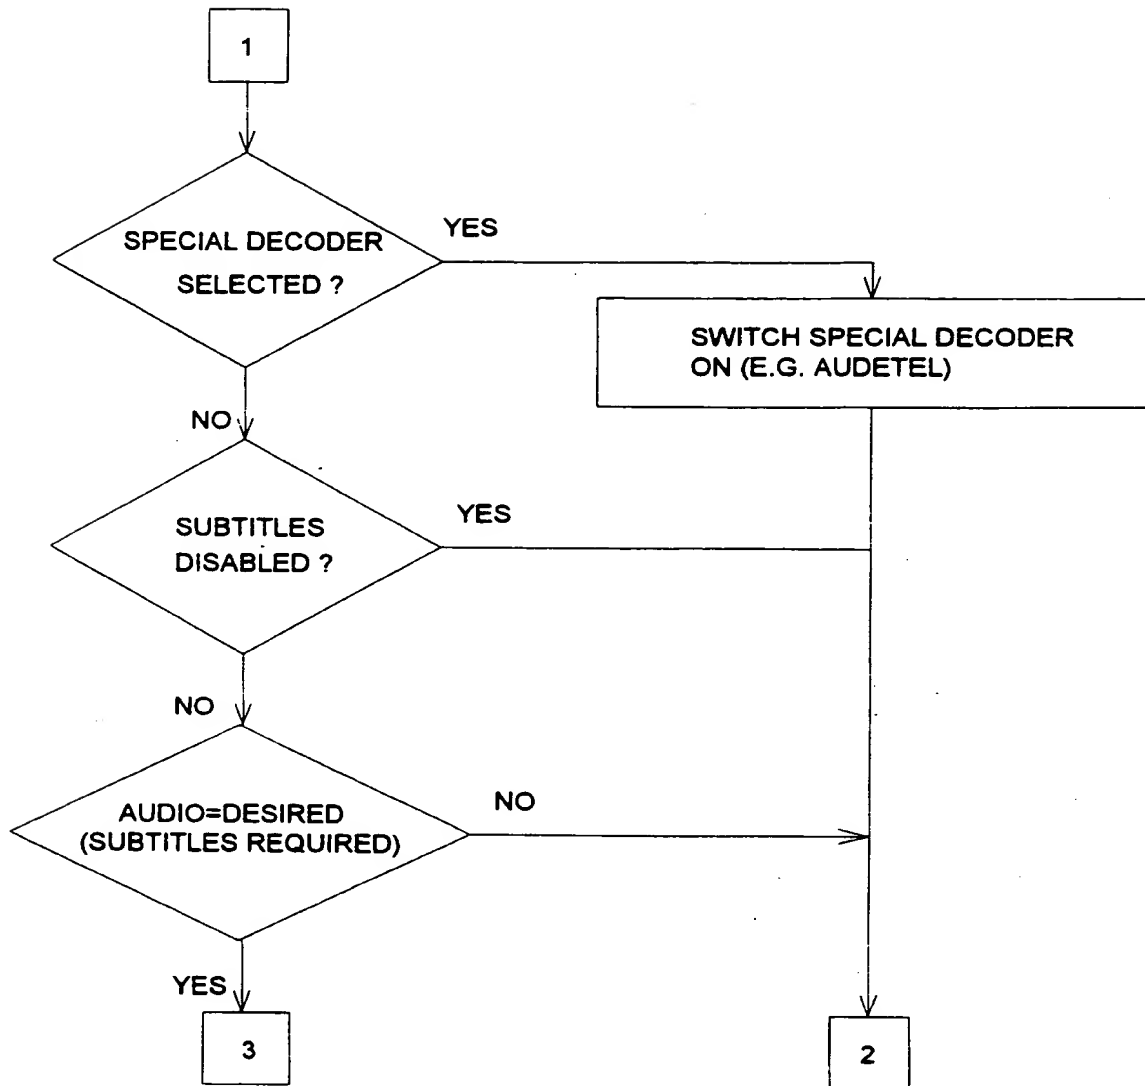 1
SPECIAL DECODER
SELECTED ?
YES
SWITCH SPECIAL DECODER
ON (E.G. AUDETEL)
NO
SUBTITLES
DISABLED ?
YES
NO
AUDIO=DESIRED
(SUBTITLES REQUIRED)
NO
YES
3
2